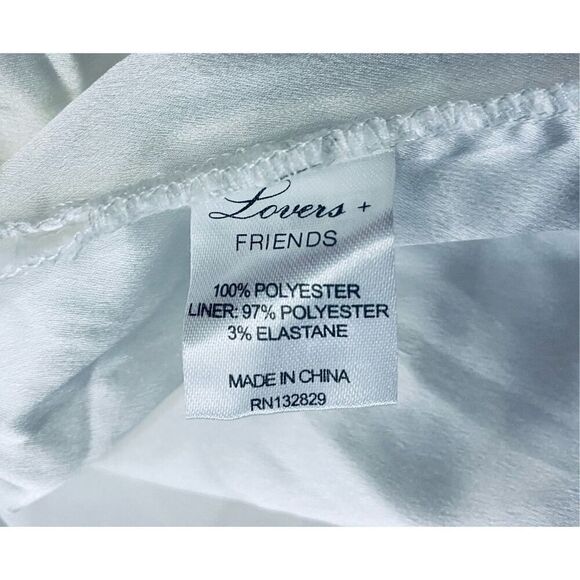 Lovers +
FRIENDS
100% POLYESTER
LINER: 97% POLYESTER
3% ELASTANE
MADE IN CHINA
RN132829